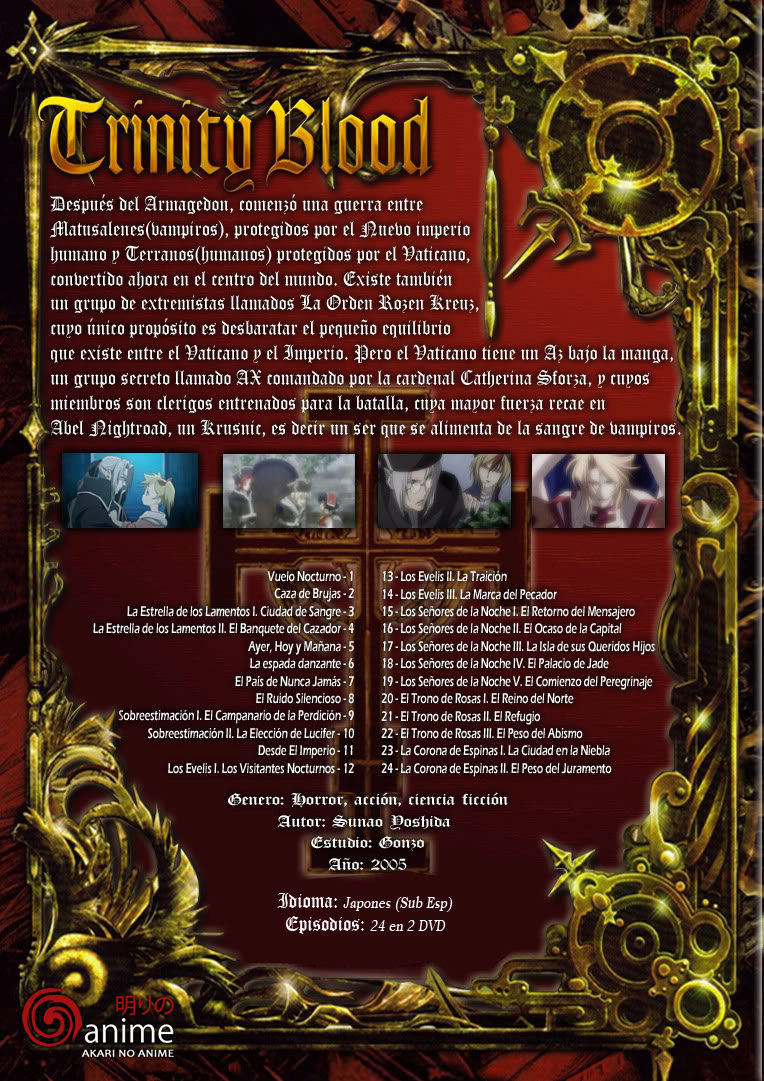 Trinity Blood
Después del Armagedon, comenzó una guerra entre
Matusalenes(vampiros), protegidos por el Nuevo imperio
humano y Terranos(humanos) protegidos por el Vaticano,
convertido ahora en el centro del mundo. Existe también
un grupo de extremistas llamados La Orden Rozen Kreuz,
cuyo único propósito es desbaratar el pequeño equilibrio
que existe entre el Vaticano y el Imperio. Pero el Vaticano tiene un Az bajo la manga,
un grupo secreto llamado AX comandado por la cardenal Catherina Sforza, y cuyos
miembros son clerigos entrenados para la batalla, cuya mayor fuerza recae en
Abel Nightroad, un Krusnic, es decir un ser que se alimenta de la sangre de vampiros.
Vuelo Nocturno - 1
Caza de Brujas - 2
La Estrella de los Lamentos I. Ciudad de Sangre - 3
La Estrella de los Lamentos II. El Banquete del Cazador - 4
Ayer, Hoy y Mañana - 5
La espada danzante - 6
El Pais de Nunca Jamás - 7
El Ruido Silencioso - 8
Sobreestimación I. El Campanario de la Perdición - 9
Sobreestimación II. La Elección de Lucifer - 10
Desde El Imperio - 11
Los Evelis I. Los Visitantes Nocturnos - 12
13 - Los Evelis II. La Traición
14 - Los Evelis III. La Marca del Pecador
15 - Los Señores de la Noche I. El Retorno del Mensajero
16 - Los Señores de la Noche II. El Ocaso de la Capital
17 - Los Señores de la Noche III. La Isla de sus Queridos Hijos
18 - Los Señores de la Noche IV. El Palacio de Jade
19 - Los Señores de la Noche V. El Comienzo del Peregrinaje
20 - El Trono de Rosas I. El Reino del Norte
21 - El Trono de Rosas II. El Refugio
22 - El Trono de Rosas III. El Peso del Abismo
23 - La Corona de Espinas I. La Ciudad en la Niebla
24 - La Corona de Espinas II. El Peso del Juramento
Genero: Horror, acción, ciencia ficción
Autor: Sunao Yoshida
Estudio: Gonzo
Año: 2005
Idioma: Japones (Sub Esp)
Episodios: 24 en 2 DVD
明りの
anime
AKARI NO ANIME